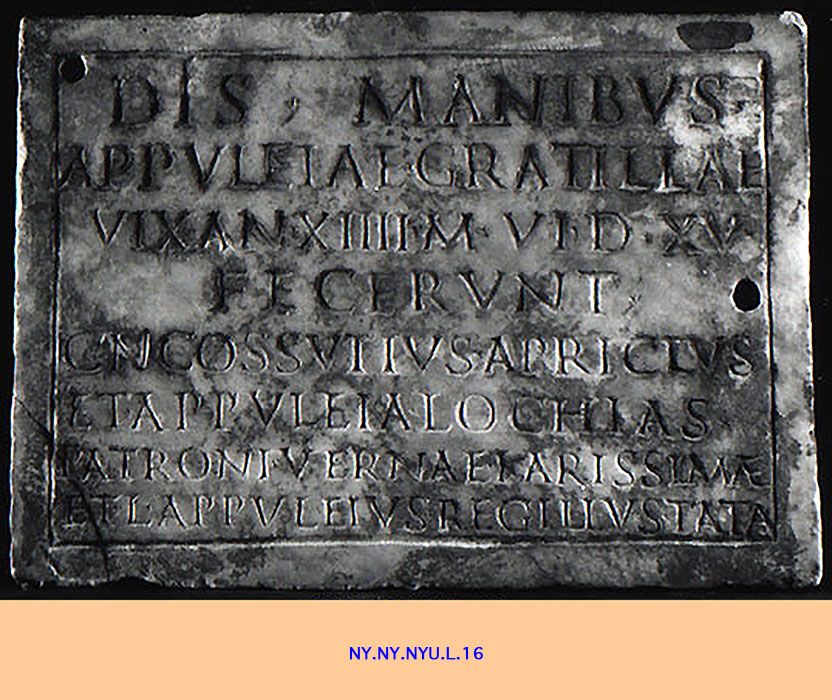 DIS , MANIBVS
APPVLEIAE GRATILLAE
VIX AN · XIIIII · M · VI · D · XV
FECERVNT ,
CN COSSVTIVS · APRICLVS
ET APPVLEIA LOCHIAS ·
PATRONI · VERNAE KARISSIMAE
ET L · APPVLEIVS REGILLVS TATA
NY.NY.NYU.L.16